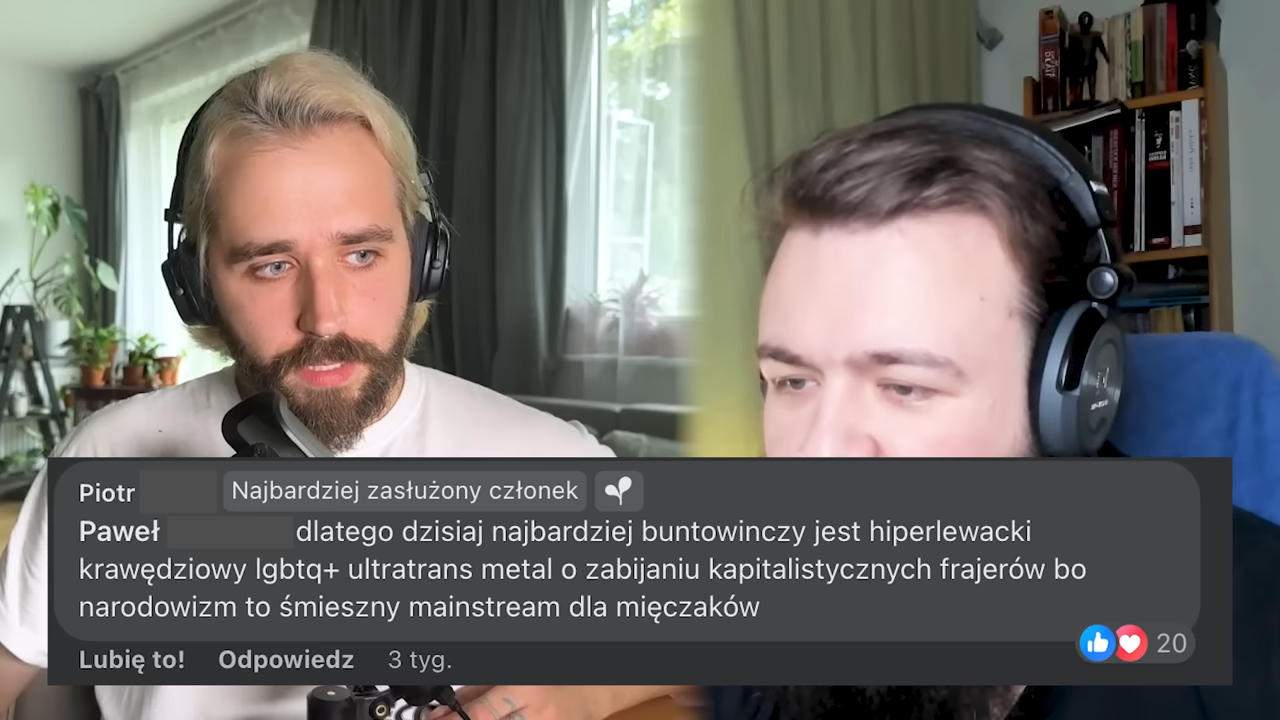 Piotr Najbardziej zasłużony członek
Paweł dlatego dzisiaj najbardziej buntowinczy jest hiperlewacki
krawędziowy lgbtq+ ultratrans metal o zabijaniu kapitalistycznych frajerów bo
narodowizm to śmieszny mainstream dla mięczaków
20
Lubię to! Odpowiedz 3 tyg.